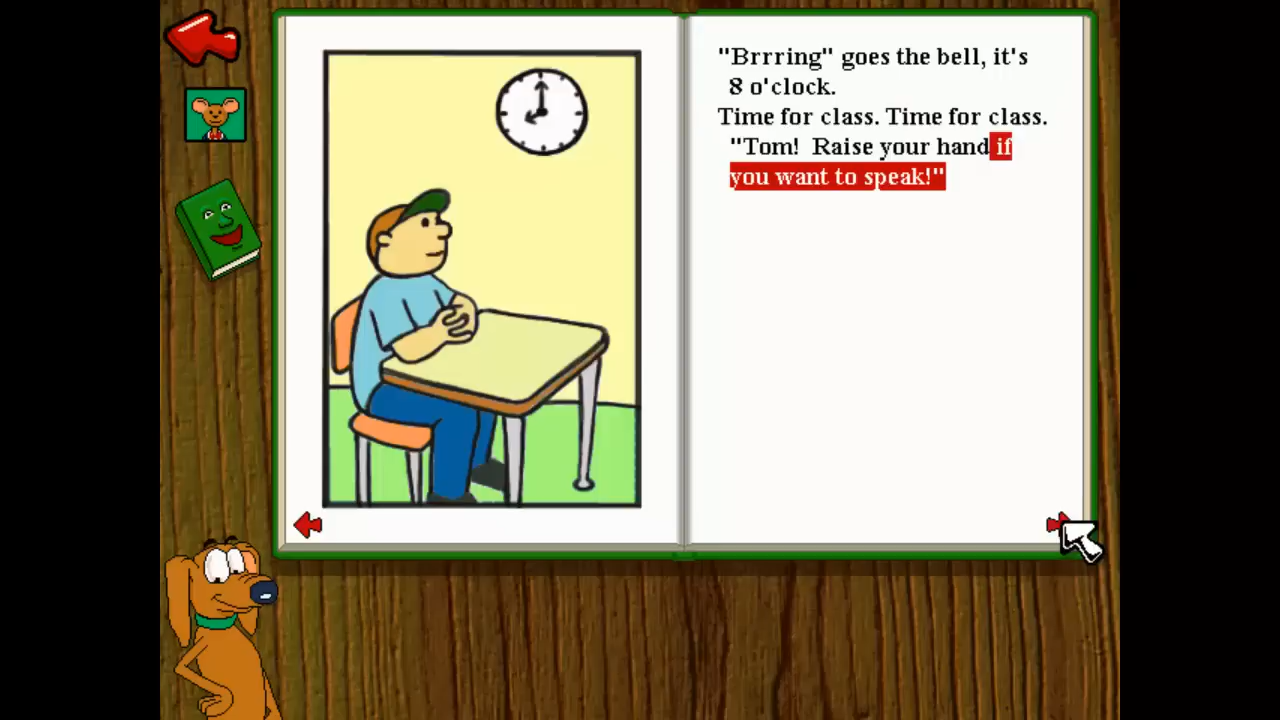 "Brrring" goes the bell, it's
8 o'clock.
Time for class. Time for class.
"Tom!  Raise your hand if
you want to speak!"